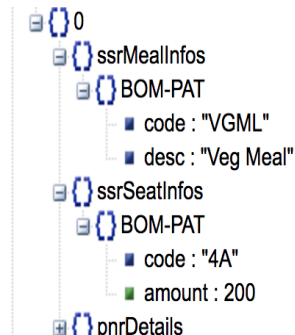 {} 0
{} ssrMealInfos
{} BOM-PAT
code : "VGML"
desc : "Veg Meal"
{} ssrSeatInfos
{} BOM-PAT
code : "4A"
amount : 200
{} pnrDetails